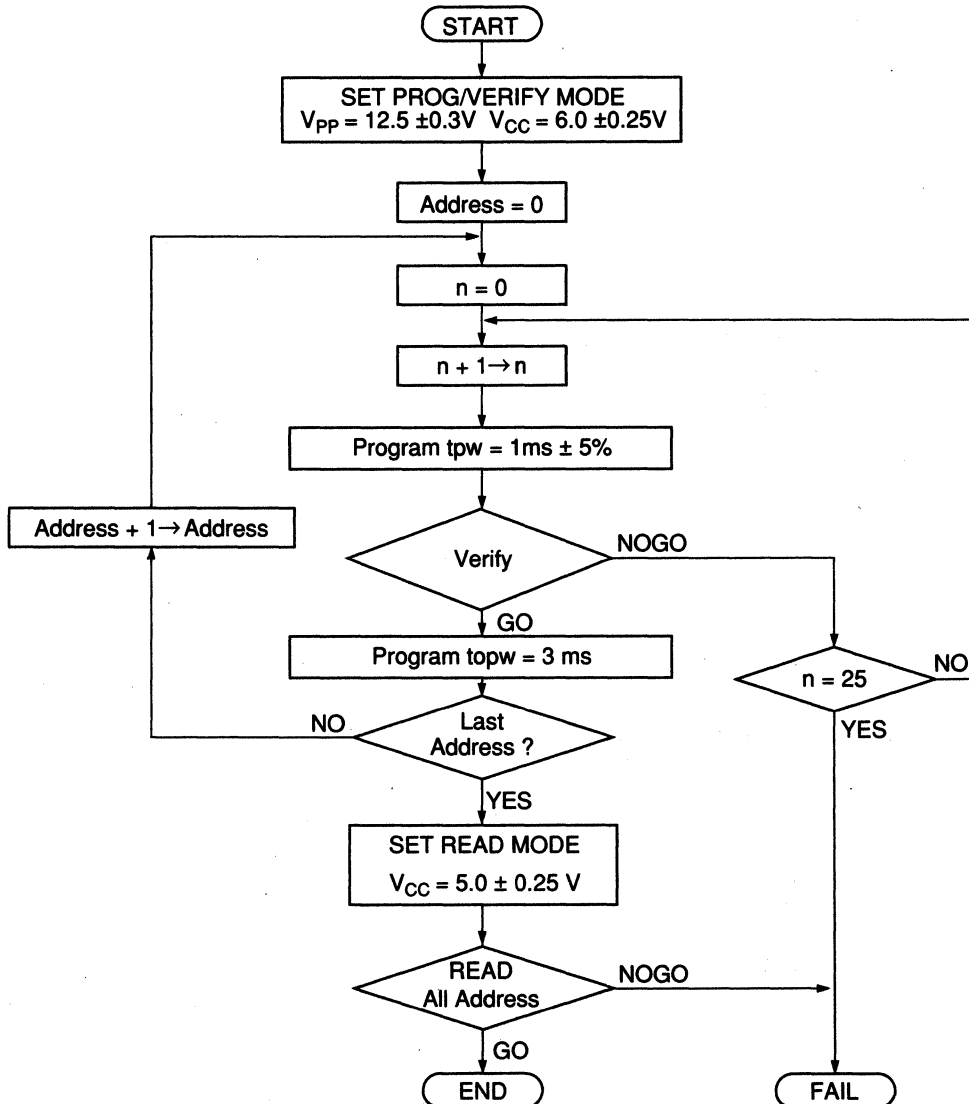 START
SET PROG/VERIFY MODE
V_PP = 12.5 ±0.3V V_CC = 6.0 ±0.25V
Address = 0
n = 0
n + 1→n
Program tpw = 1ms ± 5%
Address + 1→Address
Verify
NOGO
GO
Program topw = 3 ms
n = 25
NO
NO
Last
Address ?
YES
YES
SET READ MODE
V_CC = 5.0 ± 0.25 V
READ
All Address
NOGO
GO
END
FAIL